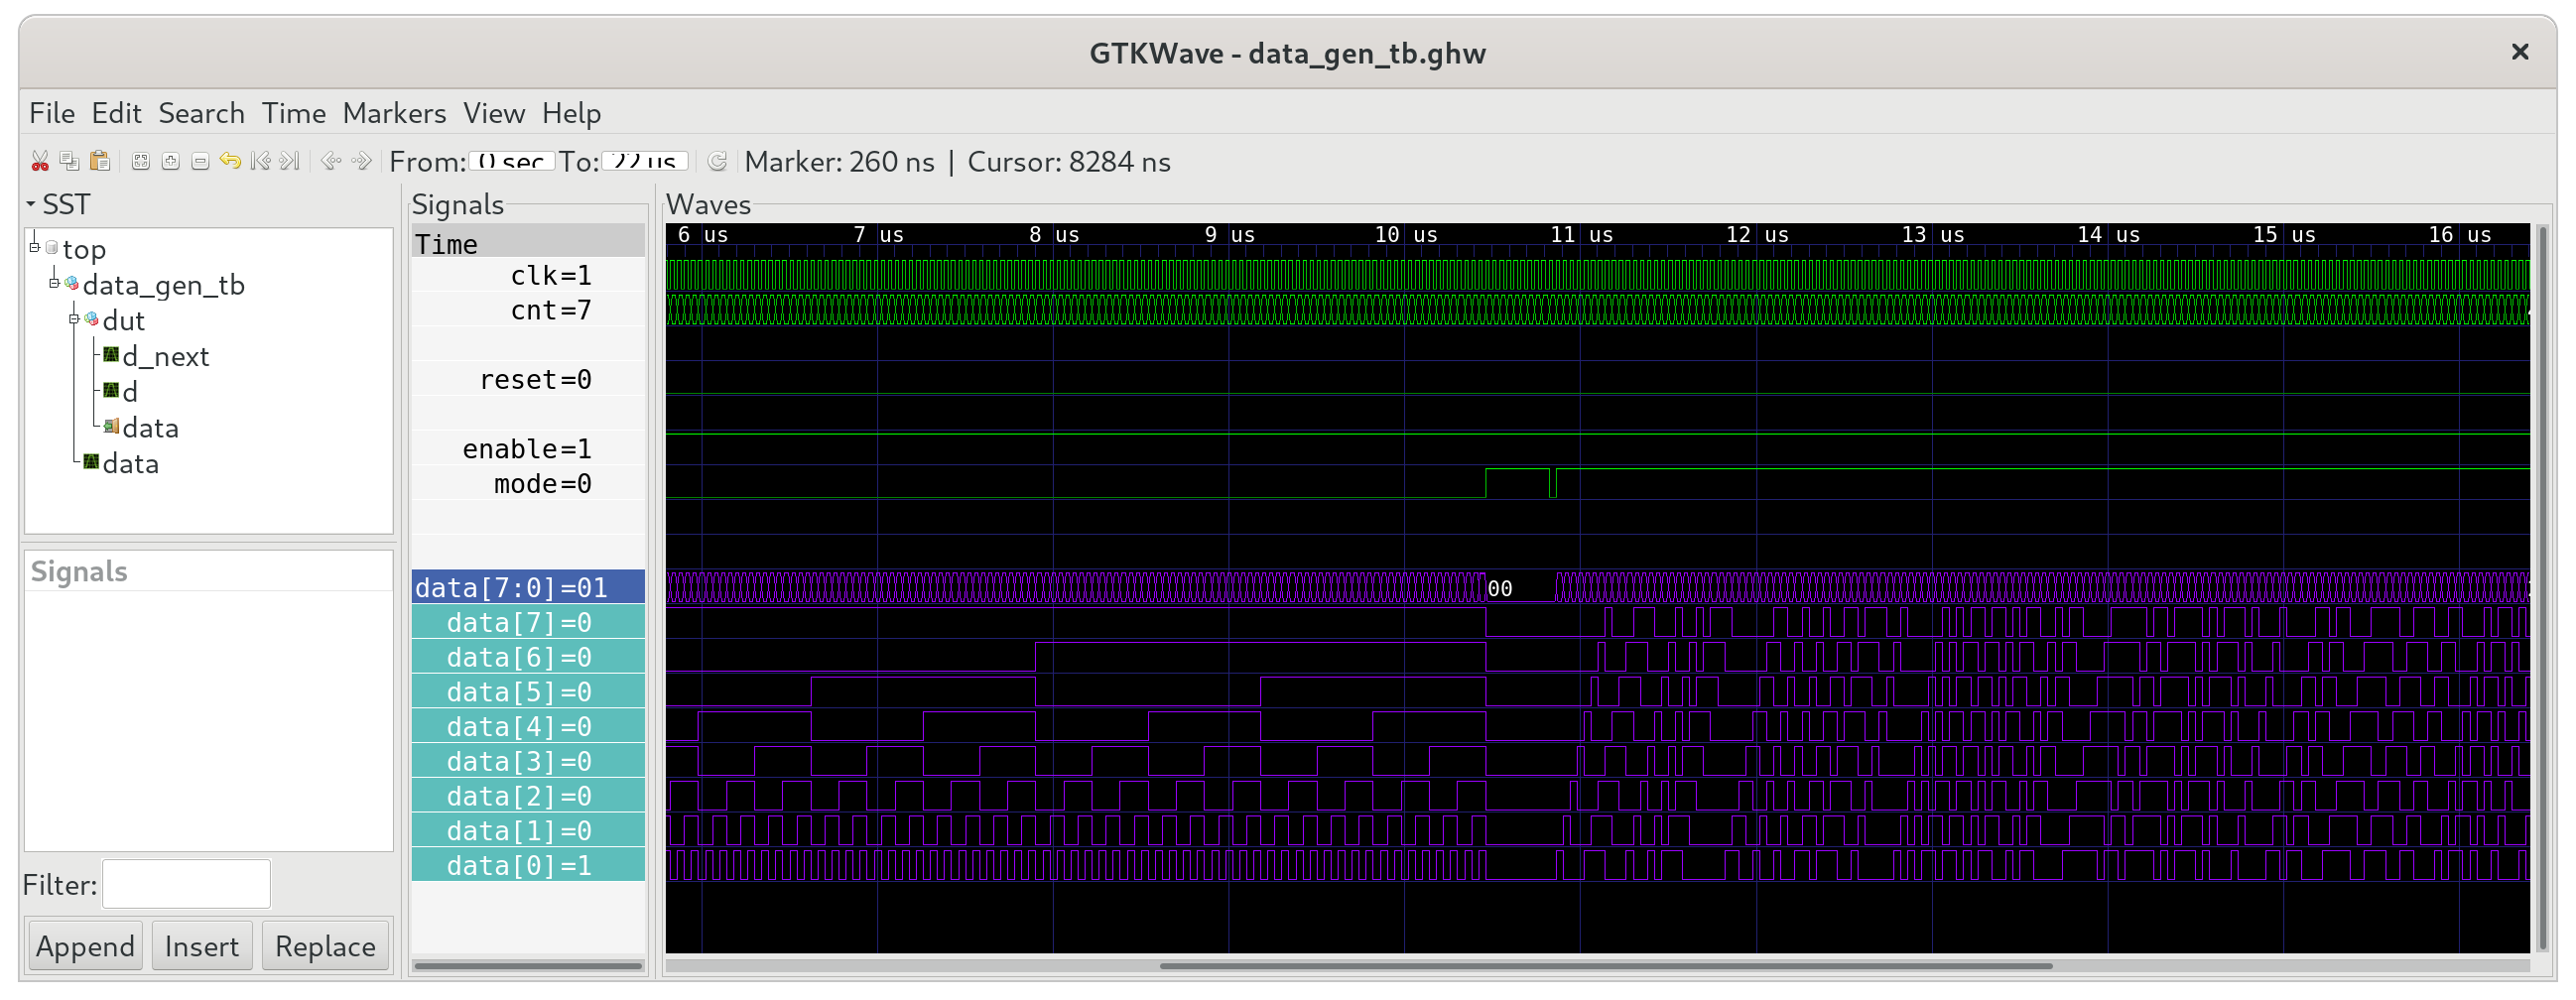 GTKWave - data_gen_tb.ghw
File Edit Search Time Markers View Help
From: 0 sec To: 22 us Marker: 260 ns | Cursor: 8284 ns
SST
top
data_gen_tb
dut
d_next
d
data
data
Signals
Filter:
Append Insert Replace
Signals
Time
clk=1
cnt=7
reset=0
enable=1
mode=0
data[7:0]=01
data[7]=0
data[6]=0
data[5]=0
data[4]=0
data[3]=0
data[2]=0
data[1]=0
data[0]=1
Waves
6 us 7 us 8 us 9 us 10 us 11 us 12 us 13 us 14 us 15 us 16 us
00